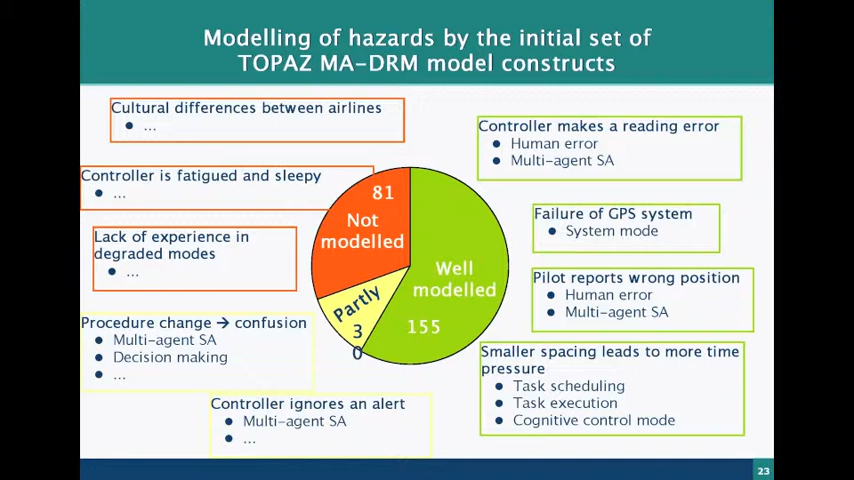 Modelling of hazards by the initial set of
TOPAZ MA-DRM model constructs
Cultural differences between airlines
● ...
Controller is fatigued and sleepy
● ...
Lack of experience in
degraded modes
● ...
Procedure change → confusion
● Multi-agent SA
● Decision making
● ...
Controller ignores an alert
● Multi-agent SA
● ...
81
Not
modelled
Partly
3
0
Well
modelled
155
Controller makes a reading error
● Human error
● Multi-agent SA
Failure of GPS system
● System mode
Pilot reports wrong position
● Human error
● Multi-agent SA
Smaller spacing leads to more time
pressure
● Task scheduling
● Task execution
● Cognitive control mode
23